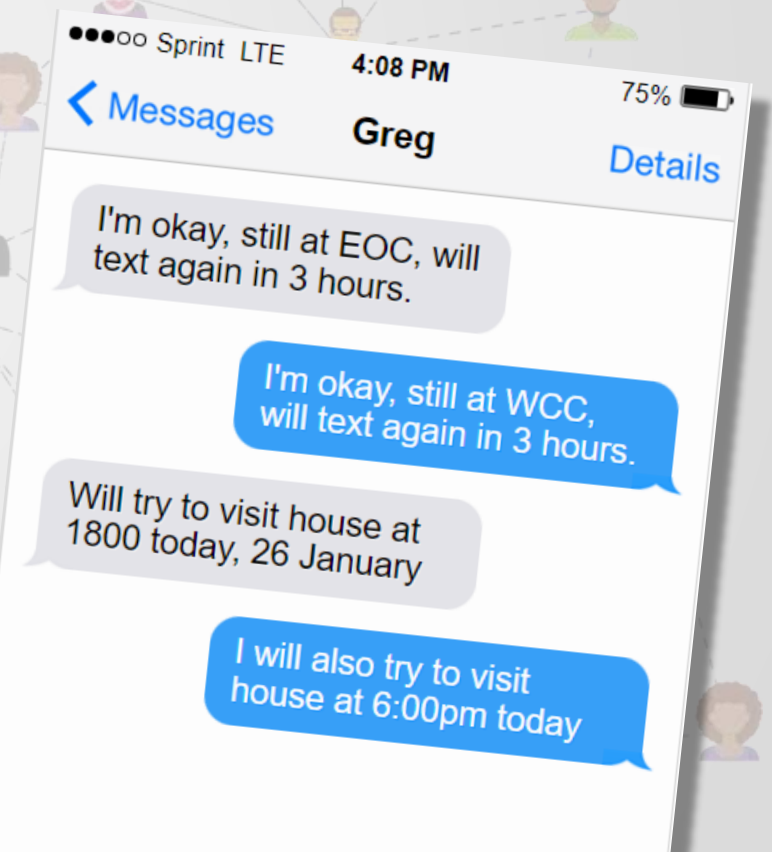 Sprint LTE 4:08 PM 75%
Messages Greg Details
I'm okay, still at EOC, will
text again in 3 hours.
I'm okay, still at WCC,
will text again in 3 hours.
Will try to visit house at
1800 today, 26 January
I will also try to visit
house at 6:00pm today